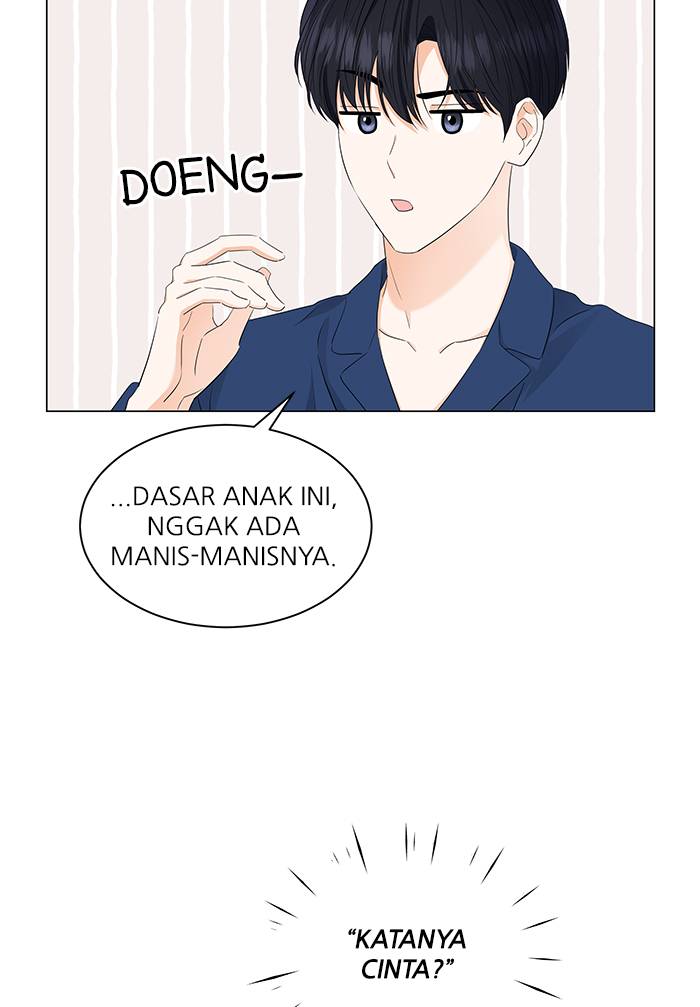 DOENG—
...DASAR ANAK INI,
NGGAK ADA
MANIS-MANISNYA.
"KATANYA
CINTA?"